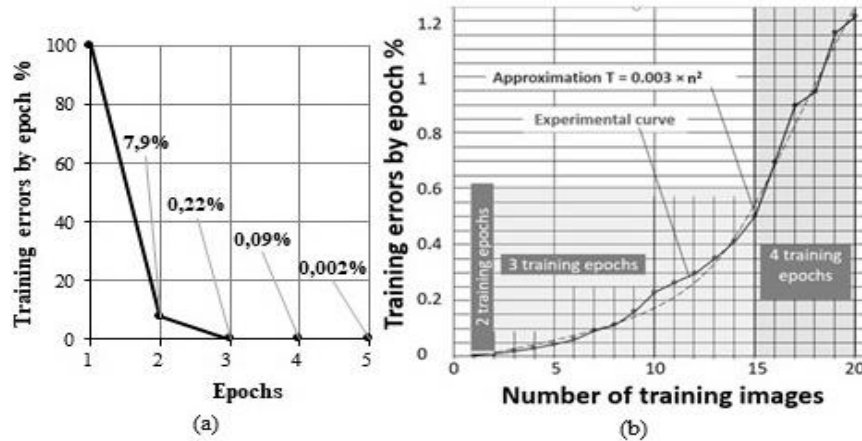 Training errors by epoch %
100
80
60
40
20
0
7,9%
0,22%
0,09%
0,002%
1 2 3 4 5
Epochs
(a)
Training errors by epoch %
1.2
1
0.8
0.6
0.4
0.2
0
Approximation T = 0.003 × n²
Experimental curve
2 training epochs
3 training epochs
4 training
epochs
0 5 10 15 20
Number of training images
(b)